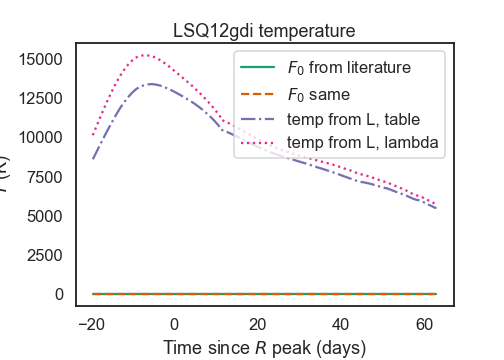 LSQ12gdi temperature
15000
12500
10000
7500
5000
2500
0
(K)
F0 from literature
F0 same
temp from L, table
temp from L, lambda
−20 0 20 40 60
Time since R peak (days)